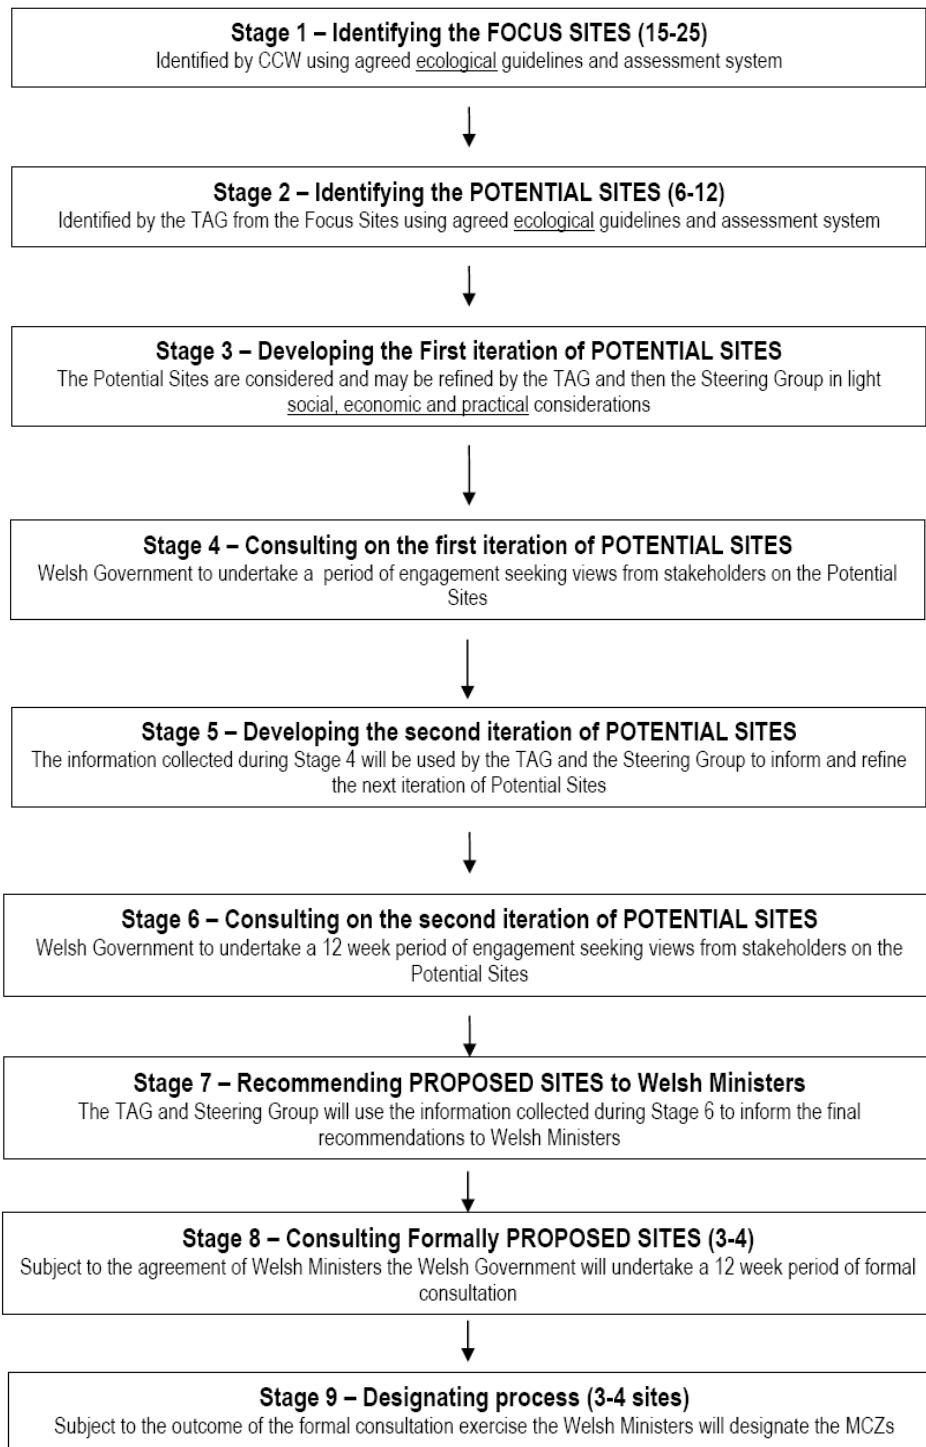 Stage 1 – Identifying the FOCUS SITES (15-25)
Identified by CCW using agreed ecological guidelines and assessment system
Stage 2 – Identifying the POTENTIAL SITES (6-12)
Identified by the TAG from the Focus Sites using agreed ecological guidelines and assessment system
Stage 3 – Developing the First iteration of POTENTIAL SITES
The Potential Sites are considered and may be refined by the TAG and then the Steering Group in light
social, economic and practical considerations
Stage 4 – Consulting on the first iteration of POTENTIAL SITES
Welsh Government to undertake a period of engagement seeking views from stakeholders on the Potential
Sites
Stage 5 – Developing the second iteration of POTENTIAL SITES
The information collected during Stage 4 will be used by the TAG and the Steering Group to inform and refine
the next iteration of Potential Sites
Stage 6 – Consulting on the second iteration of POTENTIAL SITES
Welsh Government to undertake a 12 week period of engagement seeking views from stakeholders on the
Potential Sites
Stage 7 – Recommending PROPOSED SITES to Welsh Ministers
The TAG and Steering Group will use the information collected during Stage 6 to inform the final
recommendations to Welsh Ministers
Stage 8 – Consulting Formally PROPOSED SITES (3-4)
Subject to the agreement of Welsh Ministers the Welsh Government will undertake a 12 week period of formal
consultation
Stage 9 – Designating process (3-4 sites)
Subject to the outcome of the formal consultation exercise the Welsh Ministers will designate the MCZs